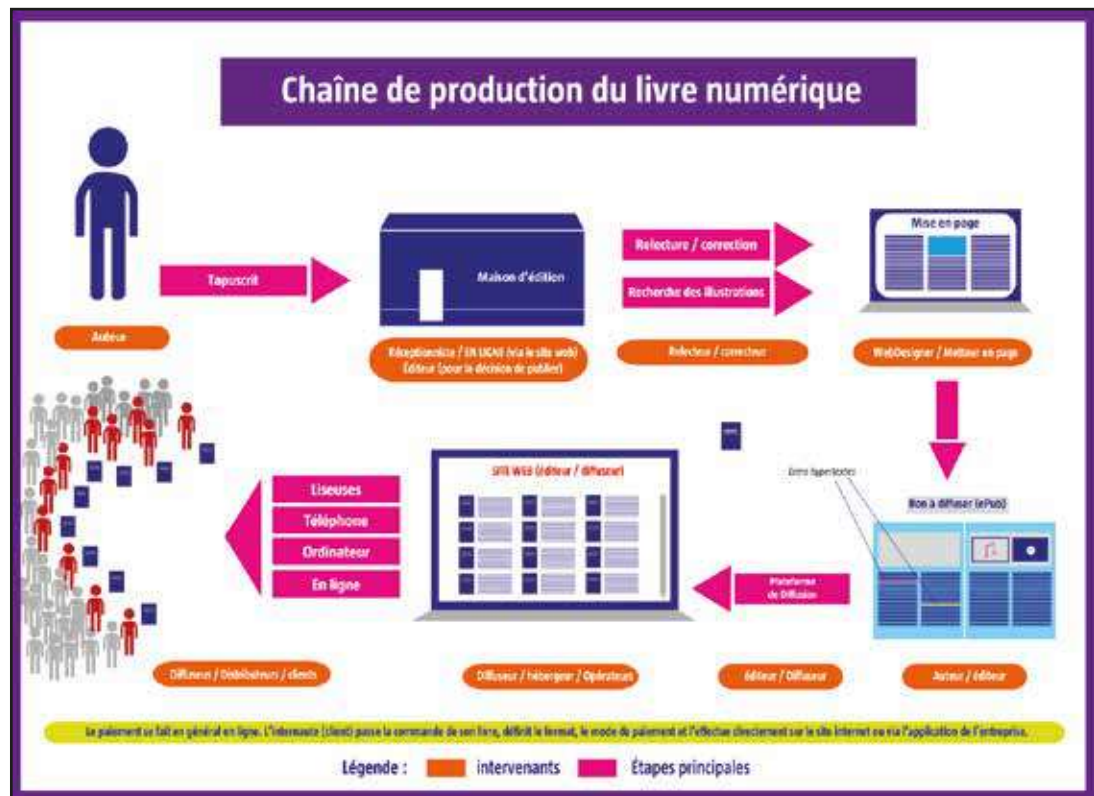 Chaîne de production du livre numérique
Tapuscrit
Auteur
Maison d'édition
Réceptionniste / EN LIGNE (via le site web)
Éditeur (pour la décision de publier)
Relecture / correction
Recherche des illustrations
Relecteur / correcteur
Mise en page
WebDesigner / Metteur en page
Liens hypertextes
Bon à diffuser (ePub)
Auteur / éditeur
Plateforme
de Diffusion
éditeur / Diffuseur
SITE WEB (éditeur / diffuseur)
Diffuseur / hébergeur / Opérateurs
Liseuses
Téléphone
Ordinateur
En ligne
Diffuseurs / Distributeurs / clients
Le paiement se fait en général en ligne. L'internaute (client) passe la commande de son livre, définit le format, le mode de paiement et l'effectue directement sur le site internet ou via l'application de l'entreprise.
Légende : intervenants Étapes principales